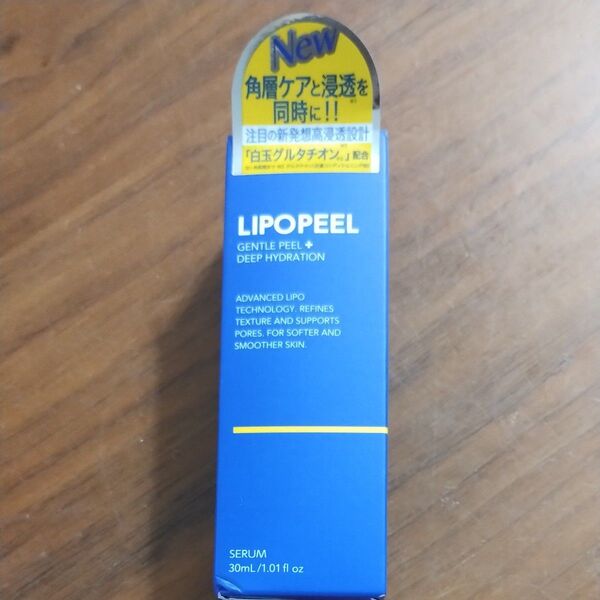 New
角層ケアと浸透を
同時に!!
注目の新発想高浸透設計
「白玉グルタチオン」配合
LIPOPEEL
GENTLE PEEL +
DEEP HYDRATION
ADVANCED LIPO
TECHNOLOGY. REFINES
TEXTURE AND SUPPORTS
PORES. FOR SOFTER AND
SMOOTHER SKIN.
SERUM
30mL/1.01 fl oz